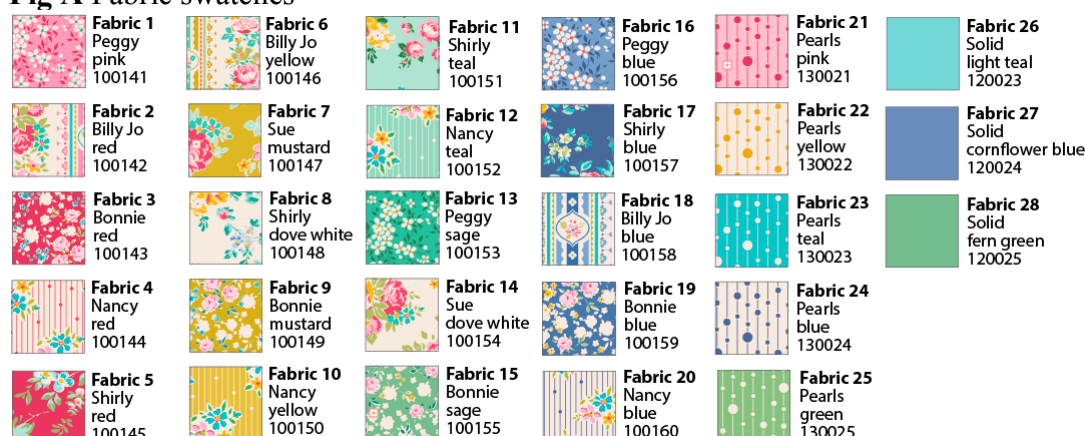 Fig A Fabric swatches
Fabric 1
Peggy
pink
100141
Fabric 2
Billy Jo
red
100142
Fabric 3
Bonnie
red
100143
Fabric 4
Nancy
red
100144
Fabric 5
Shirly
red
100145
Fabric 6
Billy Jo
yellow
100146
Fabric 7
Sue
mustard
100147
Fabric 8
Shirly
dove white
100148
Fabric 9
Bonnie
mustard
100149
Fabric 10
Nancy
yellow
100150
Fabric 11
Shirly
teal
100151
Fabric 12
Nancy
teal
100152
Fabric 13
Peggy
sage
100153
Fabric 14
Sue
dove white
100154
Fabric 15
Bonnie
sage
100155
Fabric 16
Peggy
blue
100156
Fabric 17
Shirly
blue
100157
Fabric 18
Billy Jo
blue
100158
Fabric 19
Bonnie
blue
100159
Fabric 20
Nancy
blue
100160
Fabric 21
Pearls
pink
130021
Fabric 22
Pearls
yellow
130022
Fabric 23
Pearls
teal
130023
Fabric 24
Pearls
blue
130024
Fabric 25
Pearls
green
130025
Fabric 26
Solid
light teal
120023
Fabric 27
Solid
cornflower blue
120024
Fabric 28
Solid
fern green
120025